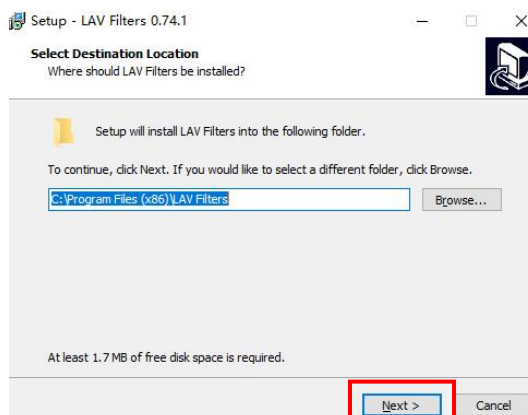 Setup - LAV Filters 0.74.1
Select Destination Location
Where should LAV Filters be installed?
Setup will install LAV Filters into the following folder.
To continue, click Next. If you would like to select a different folder, click Browse.
C:\Program Files (x86)\LAV Filters
Browse...
At least 1.7 MB of free disk space is required.
Next >
Cancel